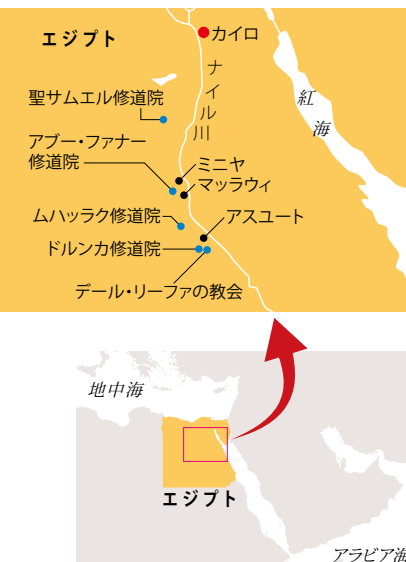 エジプト
カイロ
ナイル川
紅海
聖サムエル修道院
アブー・ファナー
修道院
ミニヤ
マッラウィ
ムハッラク修道院
アスユート
ドルンカ修道院
デール・リーファの教会
地中海
エジプト
アラビア海